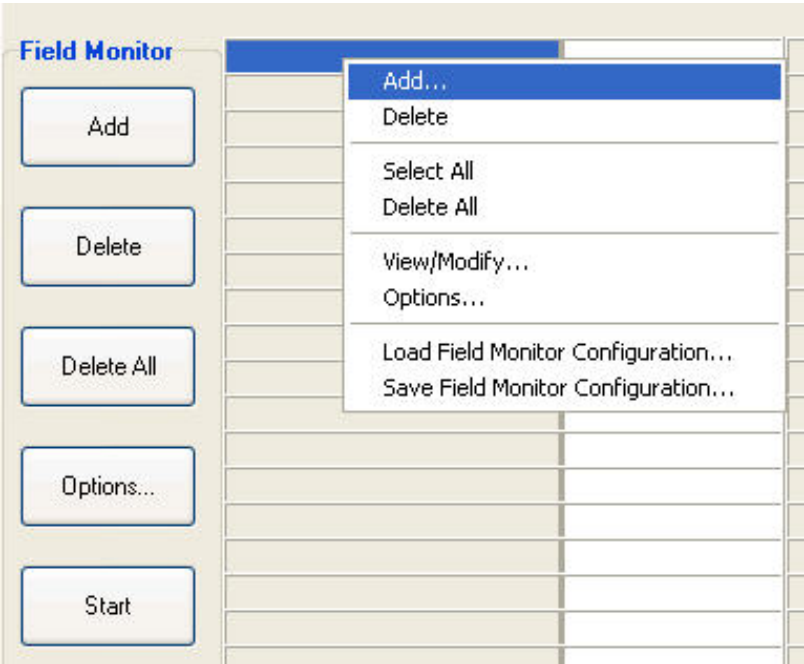 Field Monitor
Add
Delete
Delete All
Options...
Start
Add...
Delete
Select All
Delete All
View/Modify...
Options...
Load Field Monitor Configuration...
Save Field Monitor Configuration...